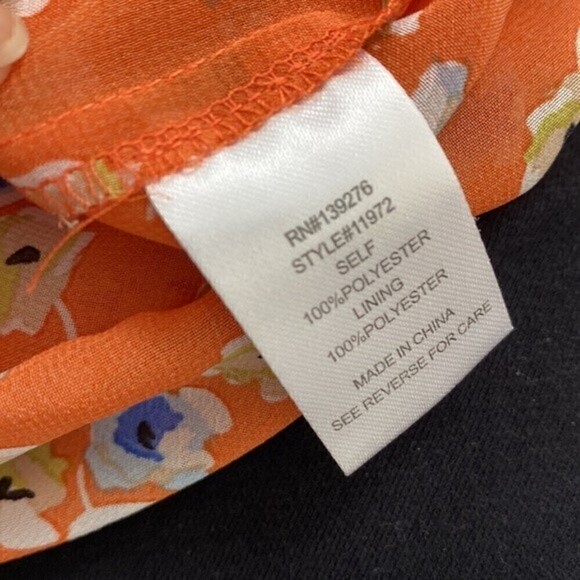 RN#139276
STYLE#11972
SELF
100%POLYESTER
LINING
100%POLYESTER
MADE IN CHINA
SEE REVERSE FOR CARE